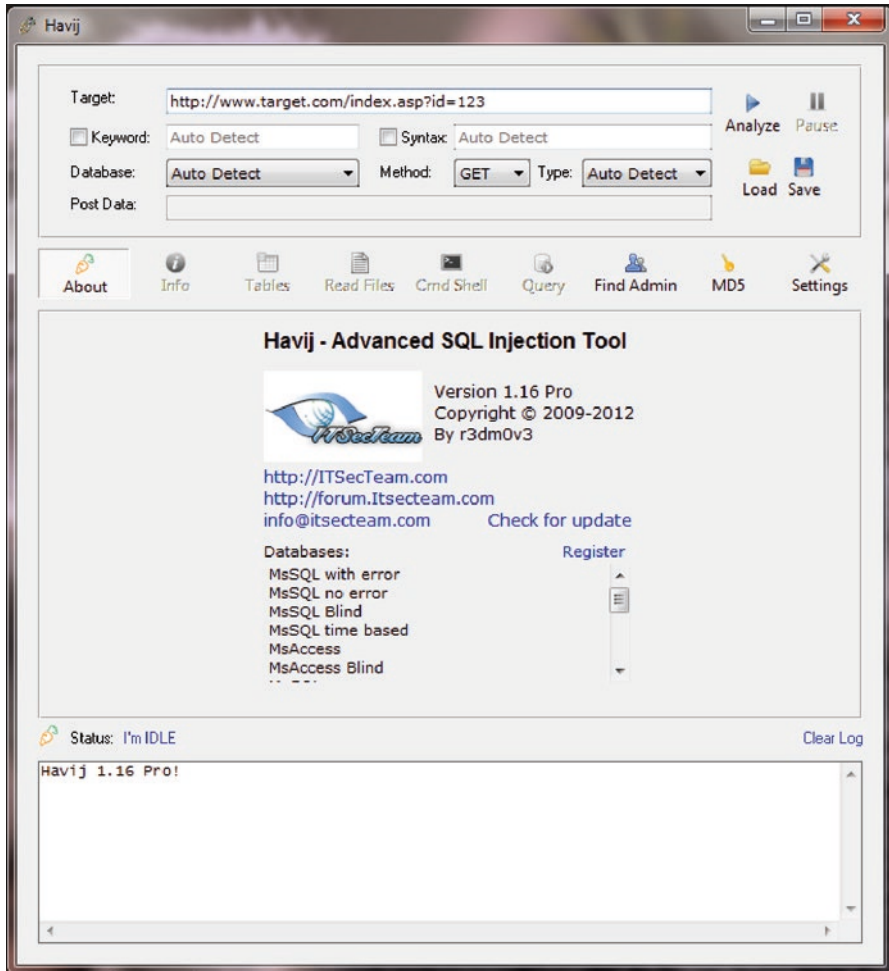 Havij
Target: http://www.target.com/index.asp?id=123
Analyze Pause
Keyword: Auto Detect Syntax: Auto Detect
Database: Auto Detect Method: GET Type: Auto Detect
Load Save
Post Data:
About Info Tables Read Files Cmd Shell Query Find Admin MD5 Settings
Havij - Advanced SQL Injection Tool
ITSecTeam
Version 1.16 Pro
Copyright © 2009-2012
By r3dm0v3
http://ITSecTeam.com
http://forum.Itsecteam.com
info@itsecteam.com Check for update
Databases: Register
MsSQL with error
MsSQL no error
MsSQL Blind
MsSQL time based
MsAccess
MsAccess Blind
Status: I'm IDLE Clear Log
Havij 1.16 Pro!